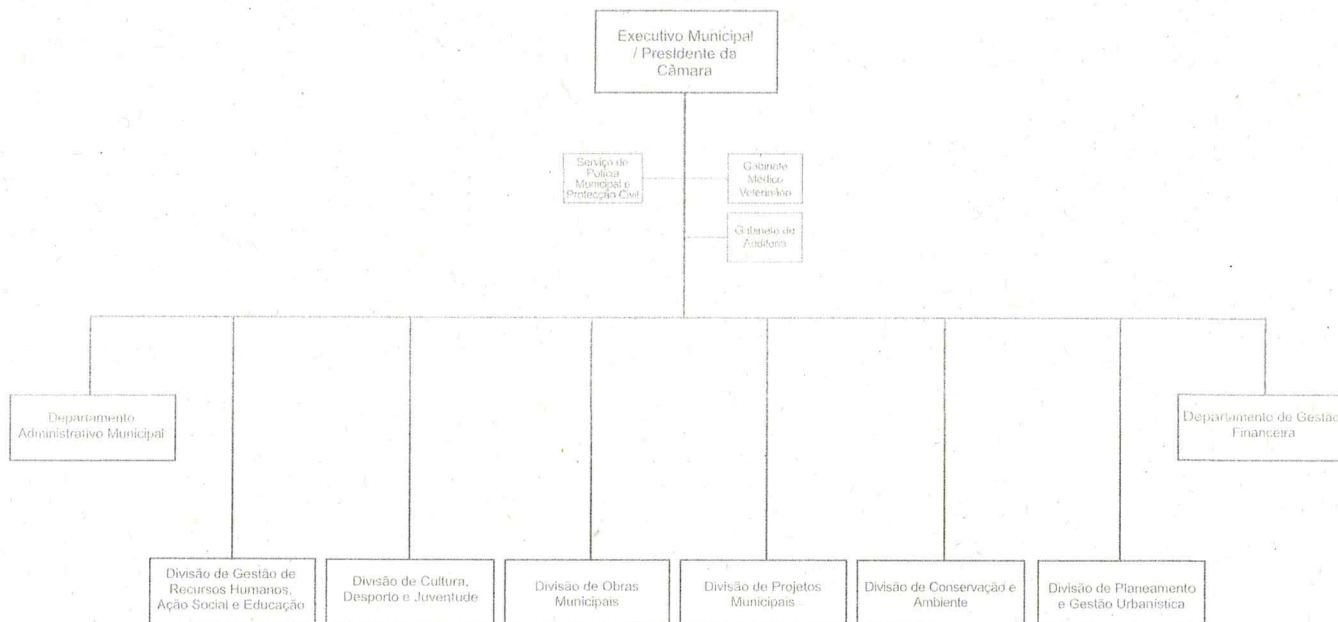 Executivo Municipal
/ Presidente da
Câmara
Serviço de
Polícia
Municipal e
Protecção Civil
Gabinete
Médico
Veterinário
Gabinete de
Auditoria
Departamento
Administrativo Municipal
Departamento de Gestão
Financeira
Divisão de Gestão de
Recursos Humanos,
Ação Social e Educação
Divisão de Cultura,
Desporto e Juventude
Divisão de Obras
Municipais
Divisão de Projetos
Municipais
Divisão de Conservação e
Ambiente
Divisão de Planeamento
e Gestão Urbanística